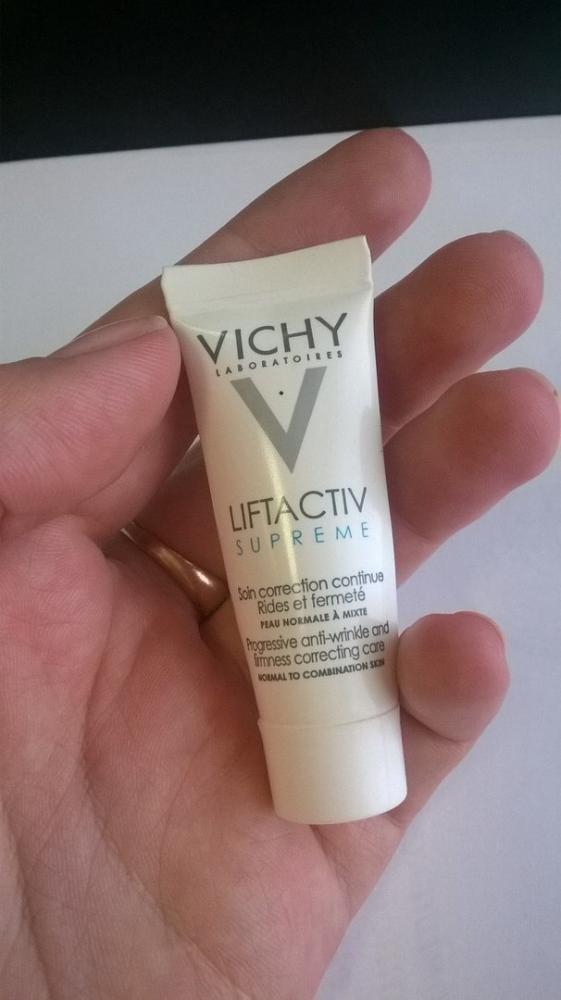 VICHY
LABORATOIRES
V
LIFTACTIV
SUPREME
Soin correction continue
Rides et fermeté
PEAU NORMALE À MIXTE
Progressive anti-wrinkle and
firmness correcting care
NORMAL TO COMBINATION SKIN